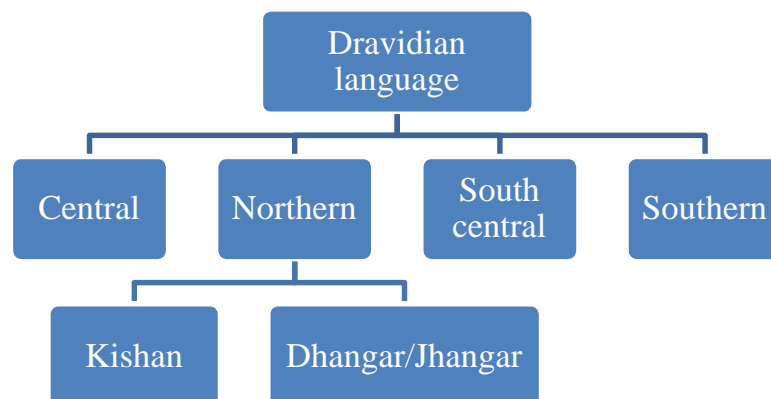 Dravidian
language
Central
Northern
South
central
Southern
Kishan
Dhangar/Jhangar